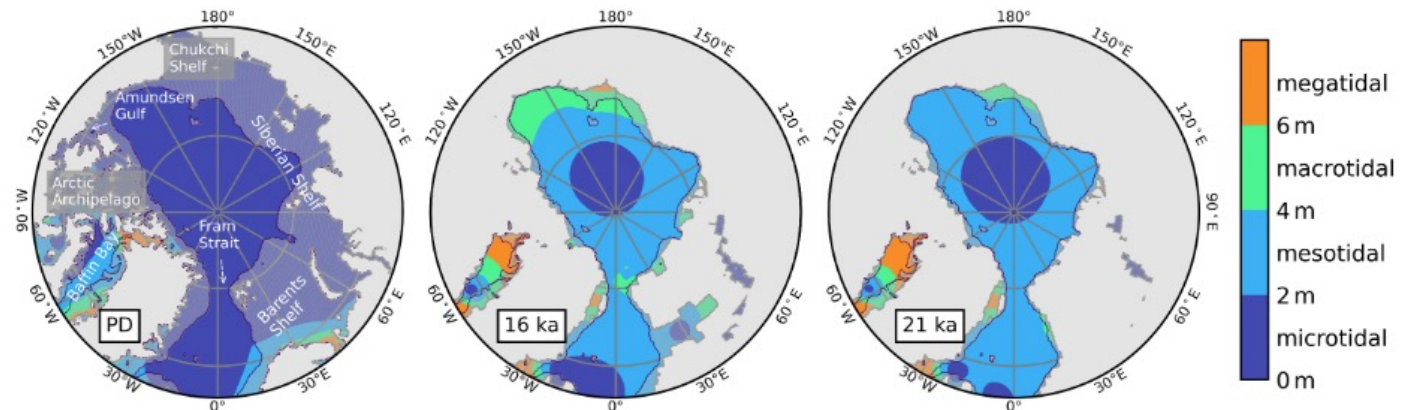 180°
150°W
150°E
120°W
120°E
90°W
90°E
60°W
60°E
30°W
30°E
0°
Chukchi
Shelf
Amundsen
Gulf
Siberian Shelf
Arctic
Archipelago
Fram
Strait
Baffin Bay
Barents
Shelf
PD
180°
150°W
150°E
120°W
120°E
90°W
90°E
60°W
60°E
30°W
30°E
0°
16 ka
180°
150°W
150°E
120°W
120°E
90°W
90°E
60°W
60°E
30°W
30°E
0°
21 ka
megatidal
6 m
macrotidal
4 m
mesotidal
2 m
microtidal
0 m